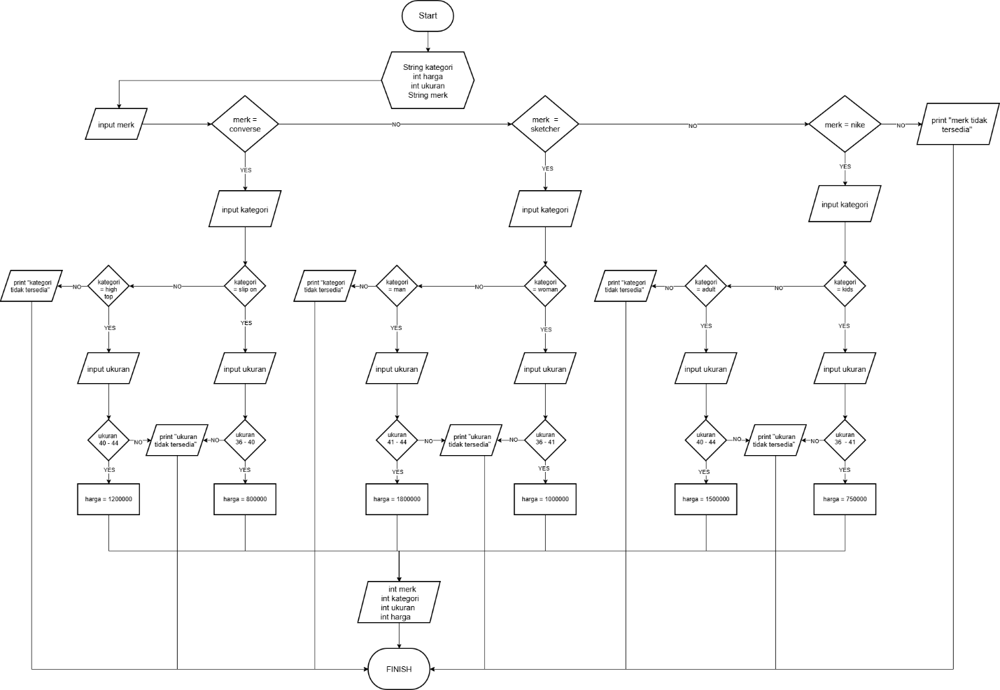 Start
String kategori
int harga
int ukuran
String merk
input merk
merk =
converse
NO
merk  =
sketcher
NO
merk = nike
NO
print "merk tidak
tersedia"
YES
YES
YES
input kategori
input kategori
input kategori
print "kategori
tidak tersedia"
NO
kategori
= high
top
NO
kategori
= slip on
print "kategori
tidak tersedia"
NO
kategori
= man
NO
kategori
= woman
print "kategori
tidak tersedia"
NO
kategori
= adult
NO
kategori
= kids
YES
YES
YES
YES
YES
YES
input ukuran
input ukuran
input ukuran
input ukuran
input ukuran
input ukuran
ukuran
40 - 44
NO
print "ukuran
tidak tersedia"
NO
ukuran
36 - 40
ukuran
41 - 44
NO
print "ukuran
tidak tersedia"
NO
ukuran
36 - 41
ukuran
40 - 44
NO
print "ukuran
tidak tersedia"
NO
ukuran
36  - 41
YES
YES
YES
YES
YES
YES
harga = 1200000
harga = 800000
harga = 1800000
harga = 1000000
harga = 1500000
harga = 750000
int merk
int kategori
int ukuran
int harga
FINISH